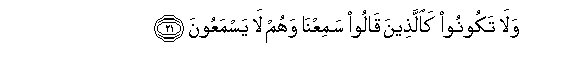 وَلَا تَكُونُوا۟ كَٱلَّذِينَ قَالُوا۟ سَمِعْنَا وَهُمْ لَا يَسْمَعُونَ ﴿٢١﴾